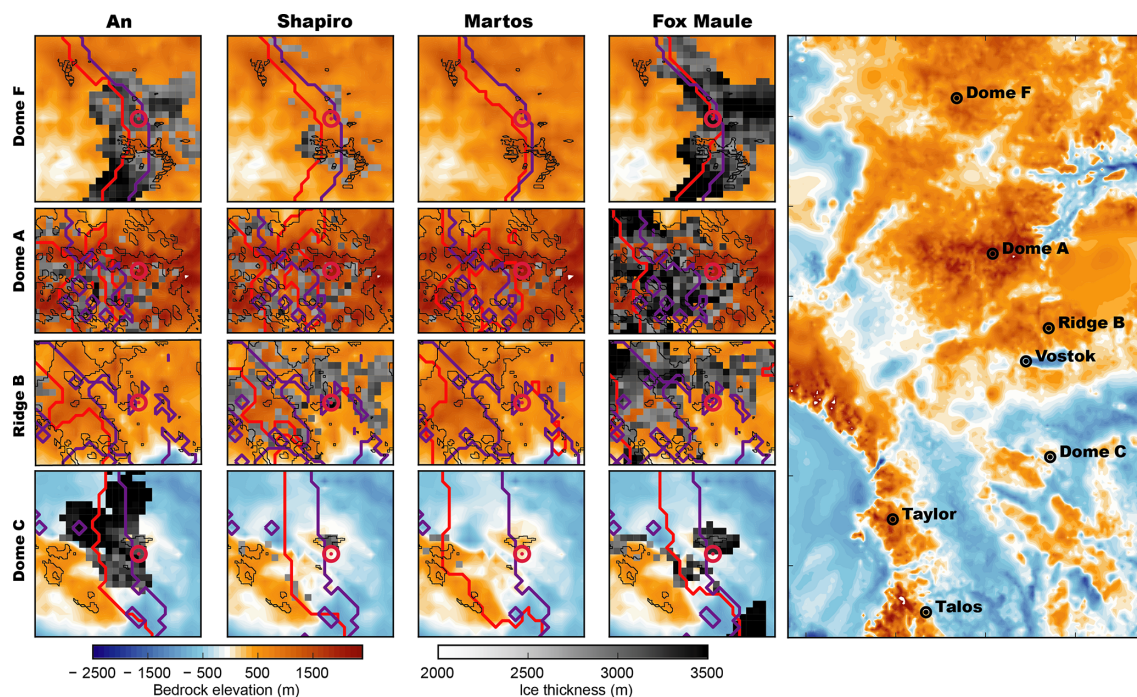 An Shapiro Martos Fox Maule
Dome F
Dome A
Ridge B
Dome C
Dome F
Dome A
Ridge B
Vostok
Dome C
Taylor
Talos
− 2500 − 1500 − 500 500 1500
Bedrock elevation (m)
2000 2500 3000 3500
Ice thickness (m)